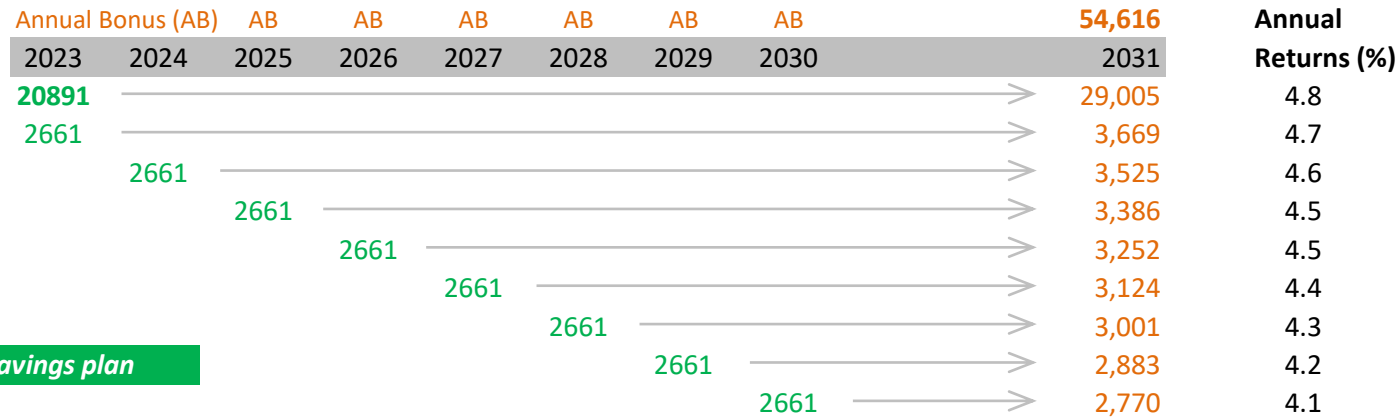 Annual Bonus (AB) AB AB AB AB AB AB 54,616 Annual
2023 2024 2025 2026 2027 2028 2029 2030 2031 Returns (%)
20891 29,005 4.8
2661 3,669 4.7
2661 3,525 4.6
2661 3,386 4.5
2661 3,252 4.5
2661 3,124 4.4
2661 3,001 4.3
avings plan 2661 2,883 4.2
2661 2,770 4.1